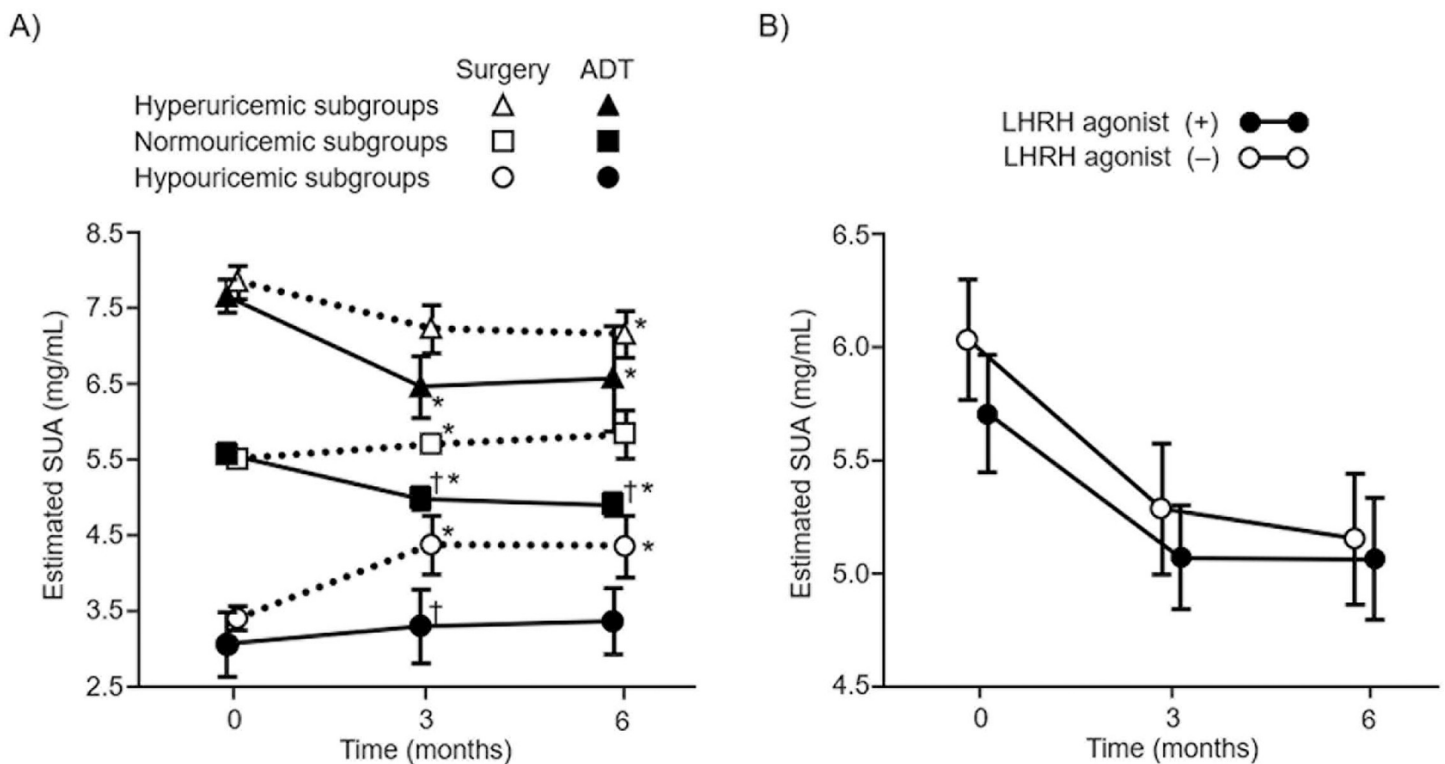 A)
Surgery ADT
Hyperuricemic subgroups
Normouricemic subgroups
Hypouricemic subgroups
Estimated SUA (mg/mL)
8.5
7.5
6.5
5.5
4.5
3.5
2.5
*
*
*
*
† *
† *
*
*
†
0 3 6
Time (months)
B)
LHRH agonist (+)
LHRH agonist (–)
Estimated SUA (mg/mL)
6.5
6.0
5.5
5.0
4.5
0 3 6
Time (months)